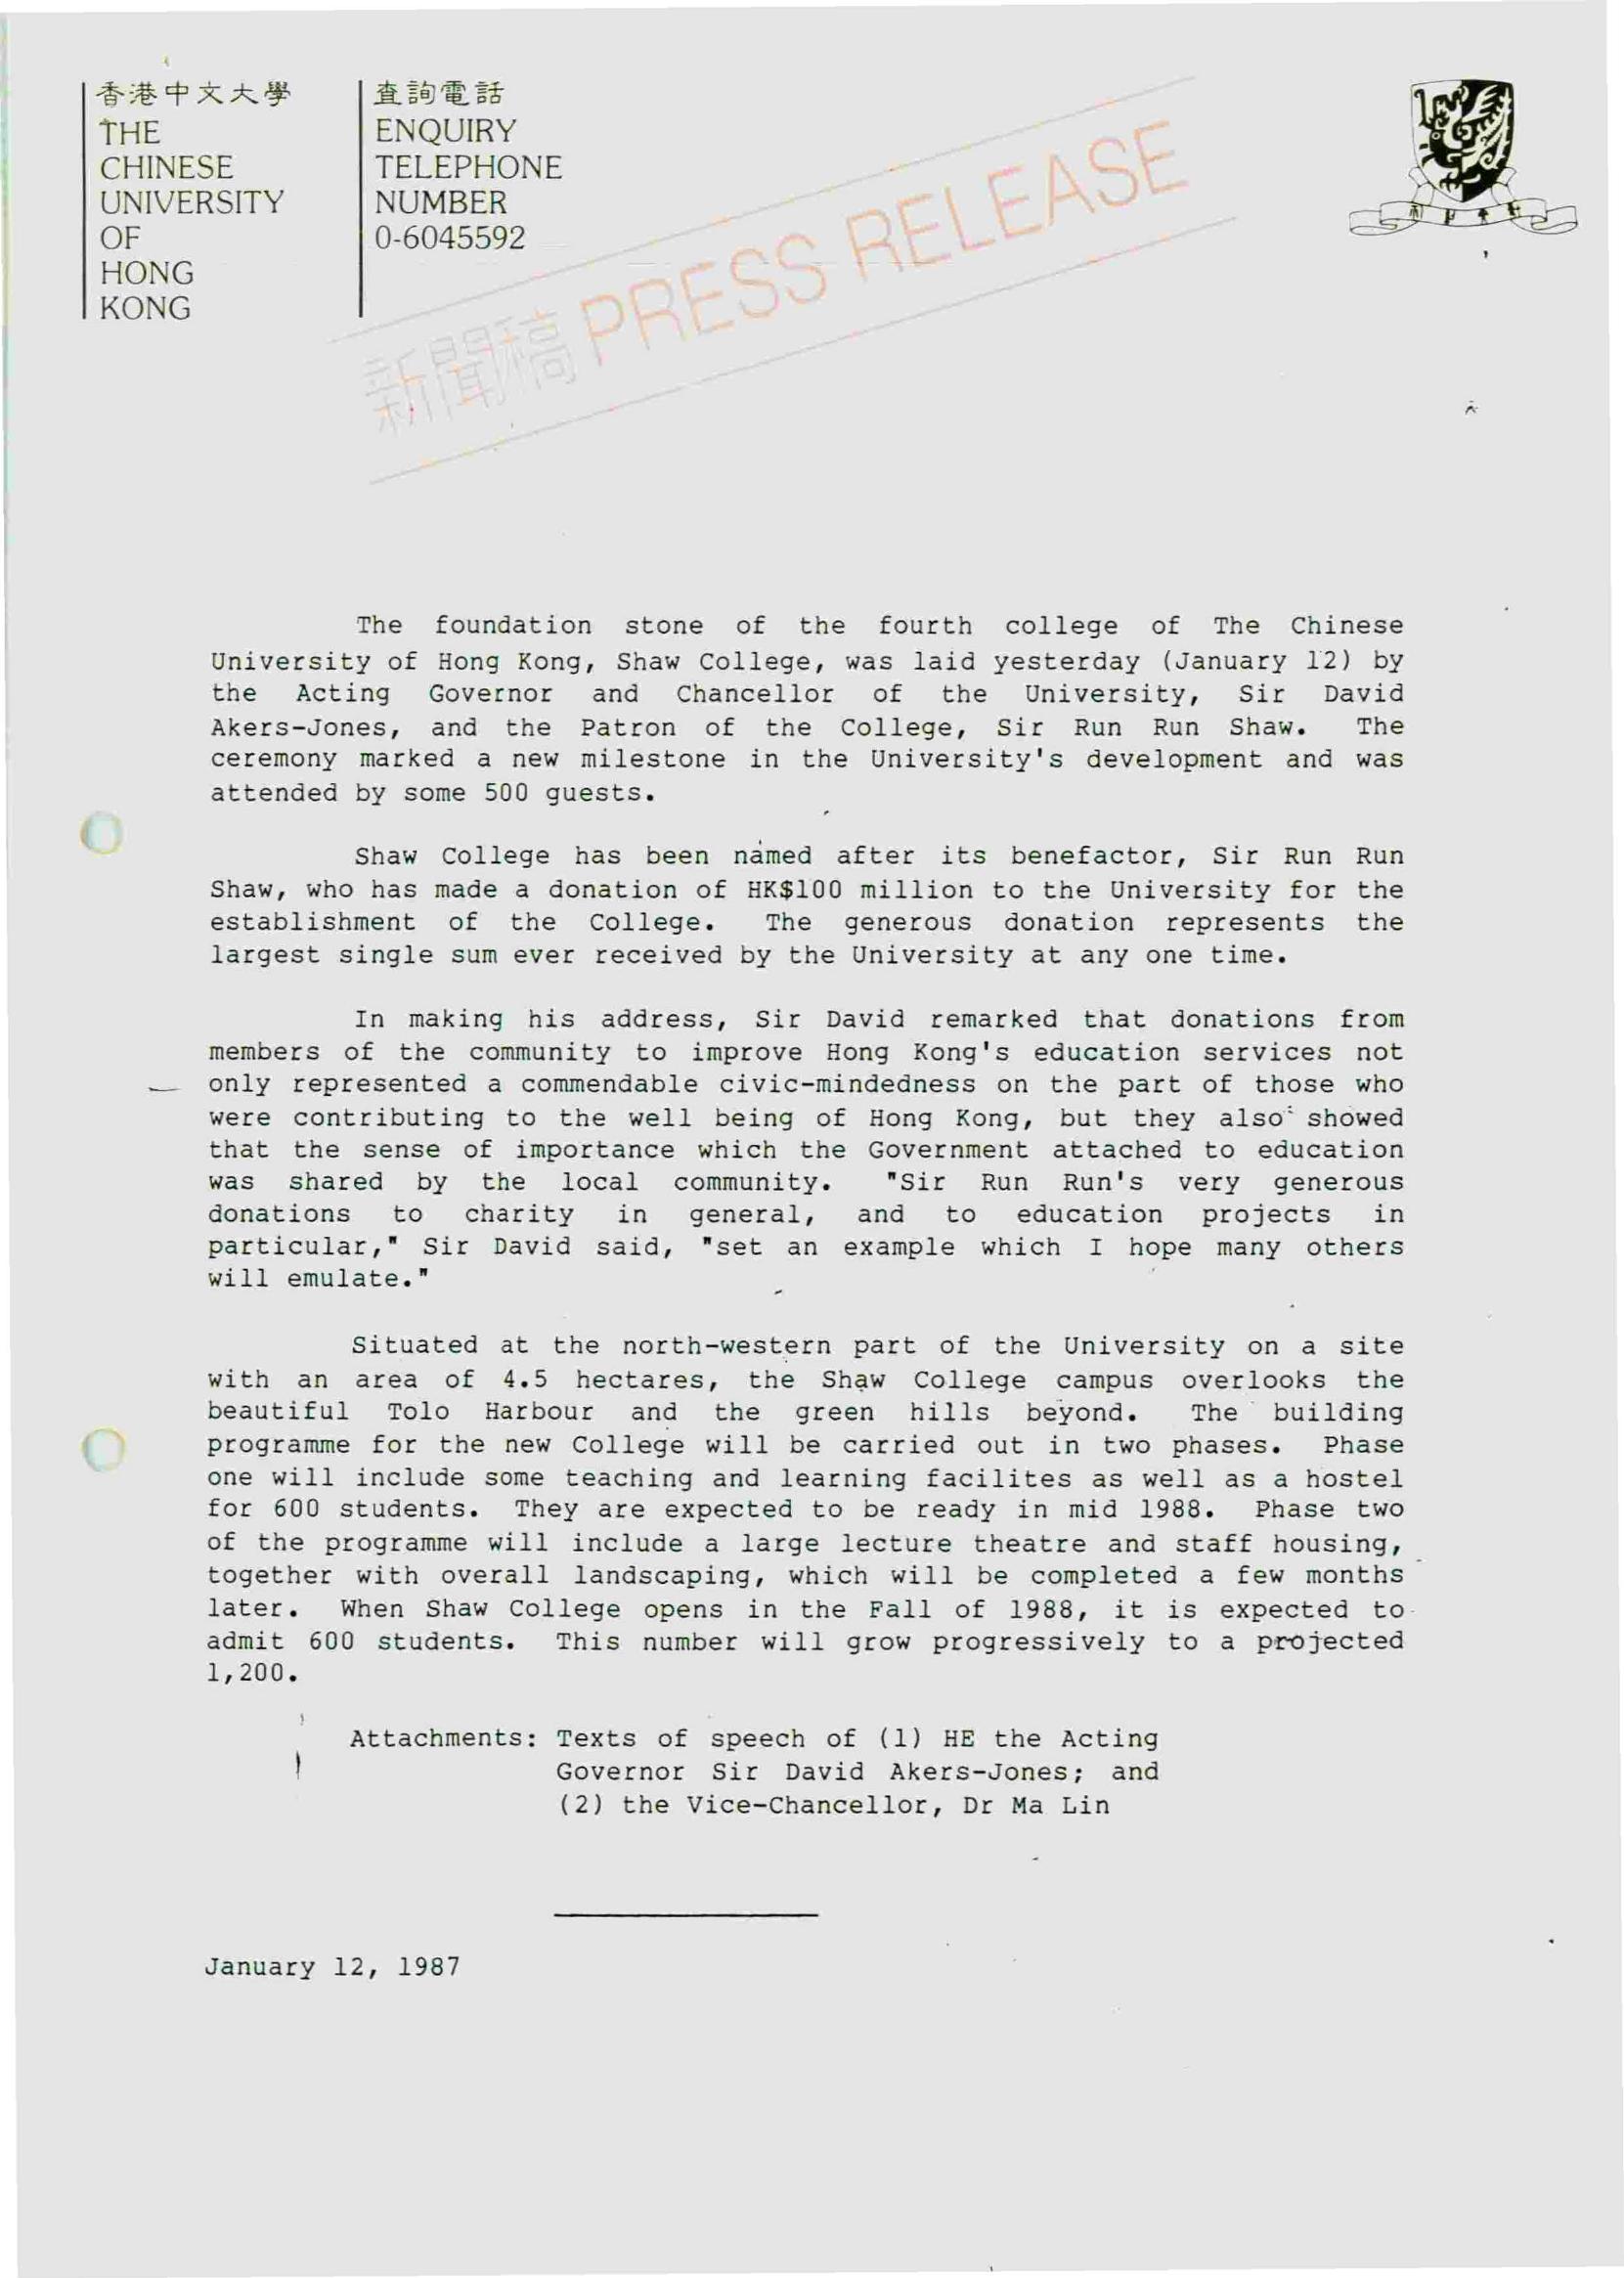 香港中文大學
THE
CHINESE
UNIVERSITY
OF
HONG
KONG
查詢電話
ENQUIRY
TELEPHONE
NUMBER
0-6045592
新聞稿 PRESS RELEASE
The foundation stone of the fourth college of The Chinese
University of Hong Kong, Shaw College, was laid yesterday (January 12) by
the Acting Governor and Chancellor of the University, Sir David
Akers-Jones, and the Patron of the College, Sir Run Run Shaw. The
ceremony marked a new milestone in the University's development and was
attended by some 500 guests.
Shaw College has been named after its benefactor, Sir Run Run
Shaw, who has made a donation of HK$100 million to the University for the
establishment of the College. The generous donation represents the
largest single sum ever received by the University at any one time.
In making his address, Sir David remarked that donations from
members of the community to improve Hong Kong's education services not
only represented a commendable civic-mindedness on the part of those who
were contributing to the well being of Hong Kong, but they also showed
that the sense of importance which the Government attached to education
was shared by the local community. "Sir Run Run's very generous
donations to charity in general, and to education projects in
particular," Sir David said, "set an example which I hope many others
will emulate."
Situated at the north-western part of the University on a site
with an area of 4.5 hectares, the Shaw College campus overlooks the
beautiful Tolo Harbour and the green hills beyond. The building
programme for the new College will be carried out in two phases. Phase
one will include some teaching and learning facilites as well as a hostel
for 600 students. They are expected to be ready in mid 1988. Phase two
of the programme will include a large lecture theatre and staff housing,
together with overall landscaping, which will be completed a few months
later. When Shaw College opens in the Fall of 1988, it is expected to
admit 600 students. This number will grow progressively to a projected
1,200.
Attachments: Texts of speech of (1) HE the Acting
Governor Sir David Akers-Jones; and
(2) the Vice-Chancellor, Dr Ma Lin
January 12, 1987